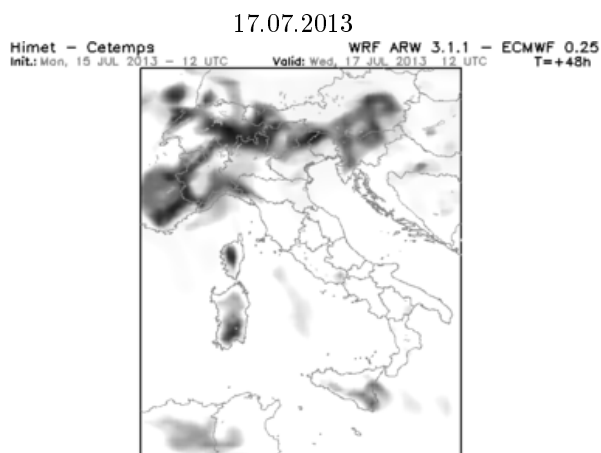 17.07.2013
Himet - Cetemps WRF ARW 3.1.1 - ECMWF 0.25
Init.: Mon, 15 JUL 2013 - 12 UTC Valid: Wed, 17 JUL 2013 12 UTC T=+48h